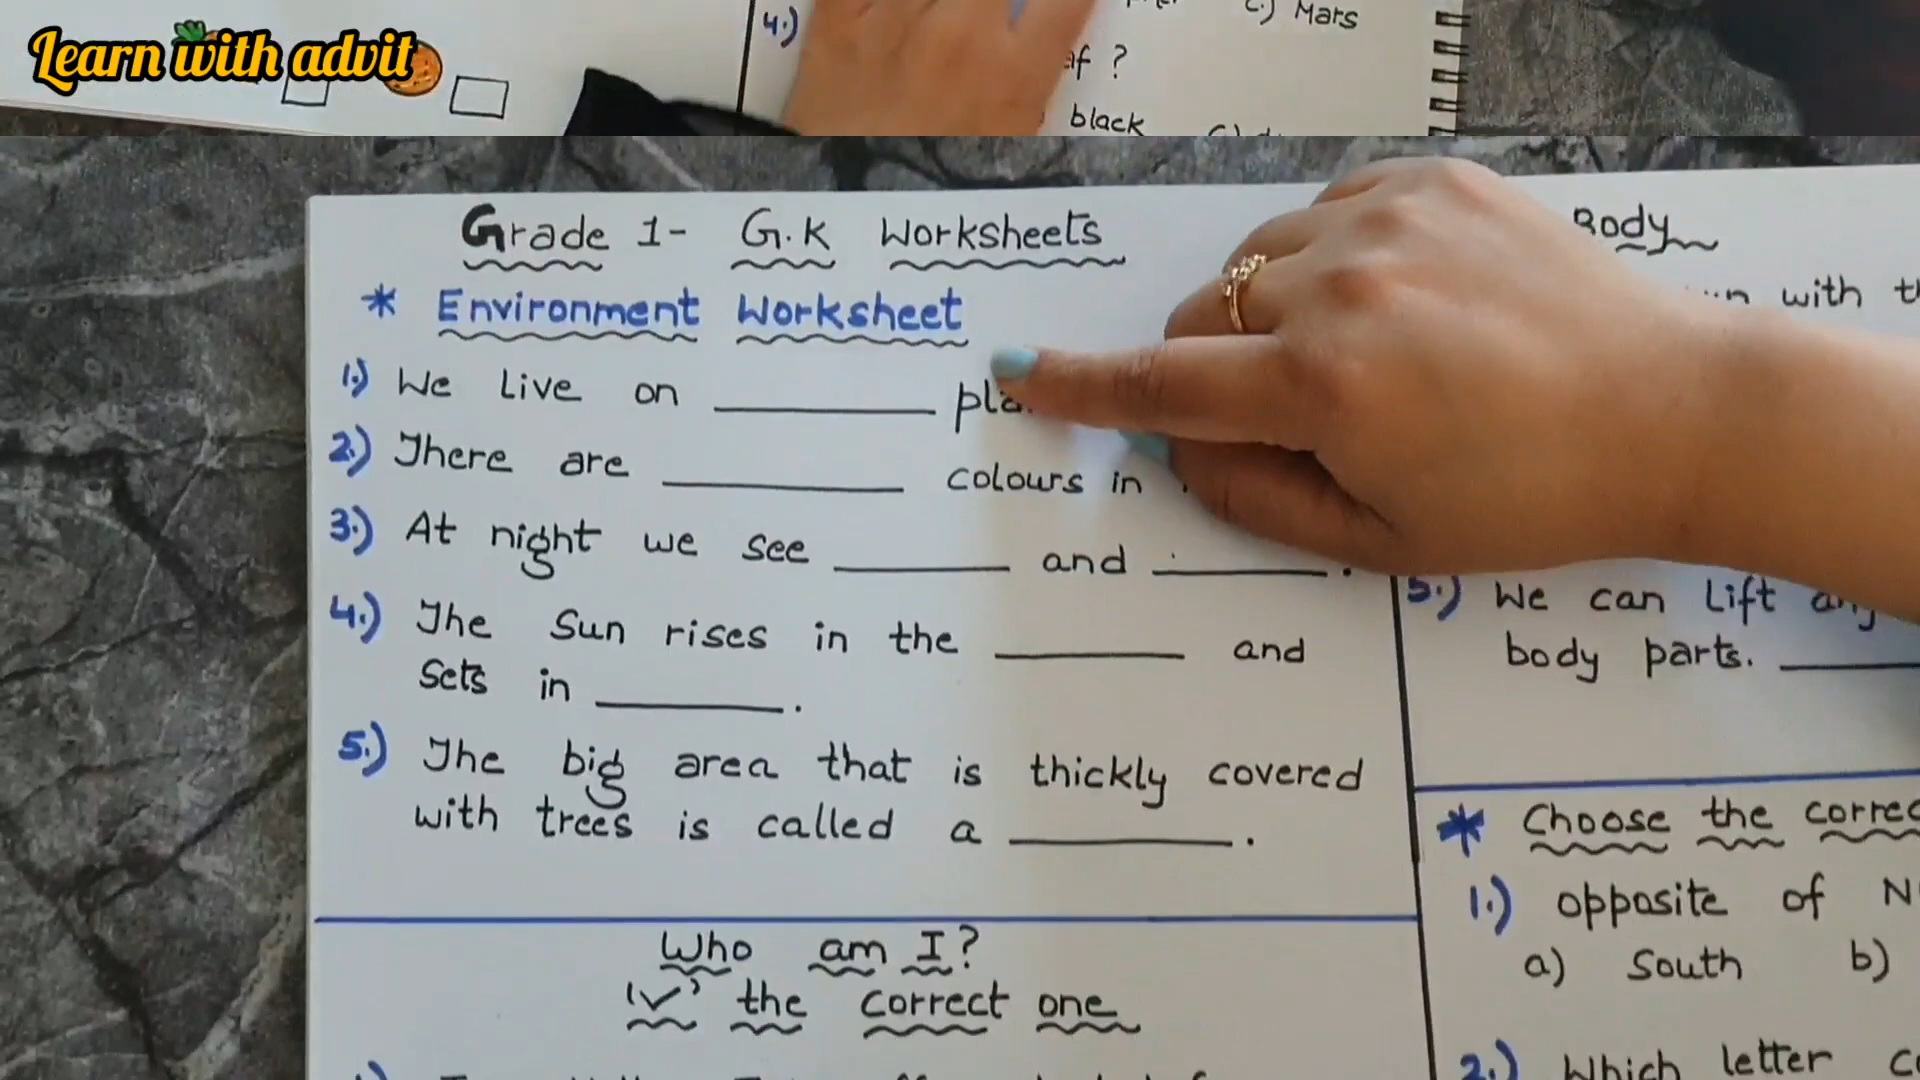 Learn with advit
4.)
c.) Mars
?
black
Grade 1- G.K Worksheets
* Environment Worksheet
1.) We live on ________
2.) There are ________ colours in
3.) At night we see ________ and ________.
4.) The Sun rises in the ________ and
sets in ________.
5.) The big area that is thickly covered
with trees is called a ________.
Who am I?
'✓' the correct one
Body
with
5.) We can lift
body parts. ________
* Choose the
1.) opposite of
a) South b)
2.) Which letter